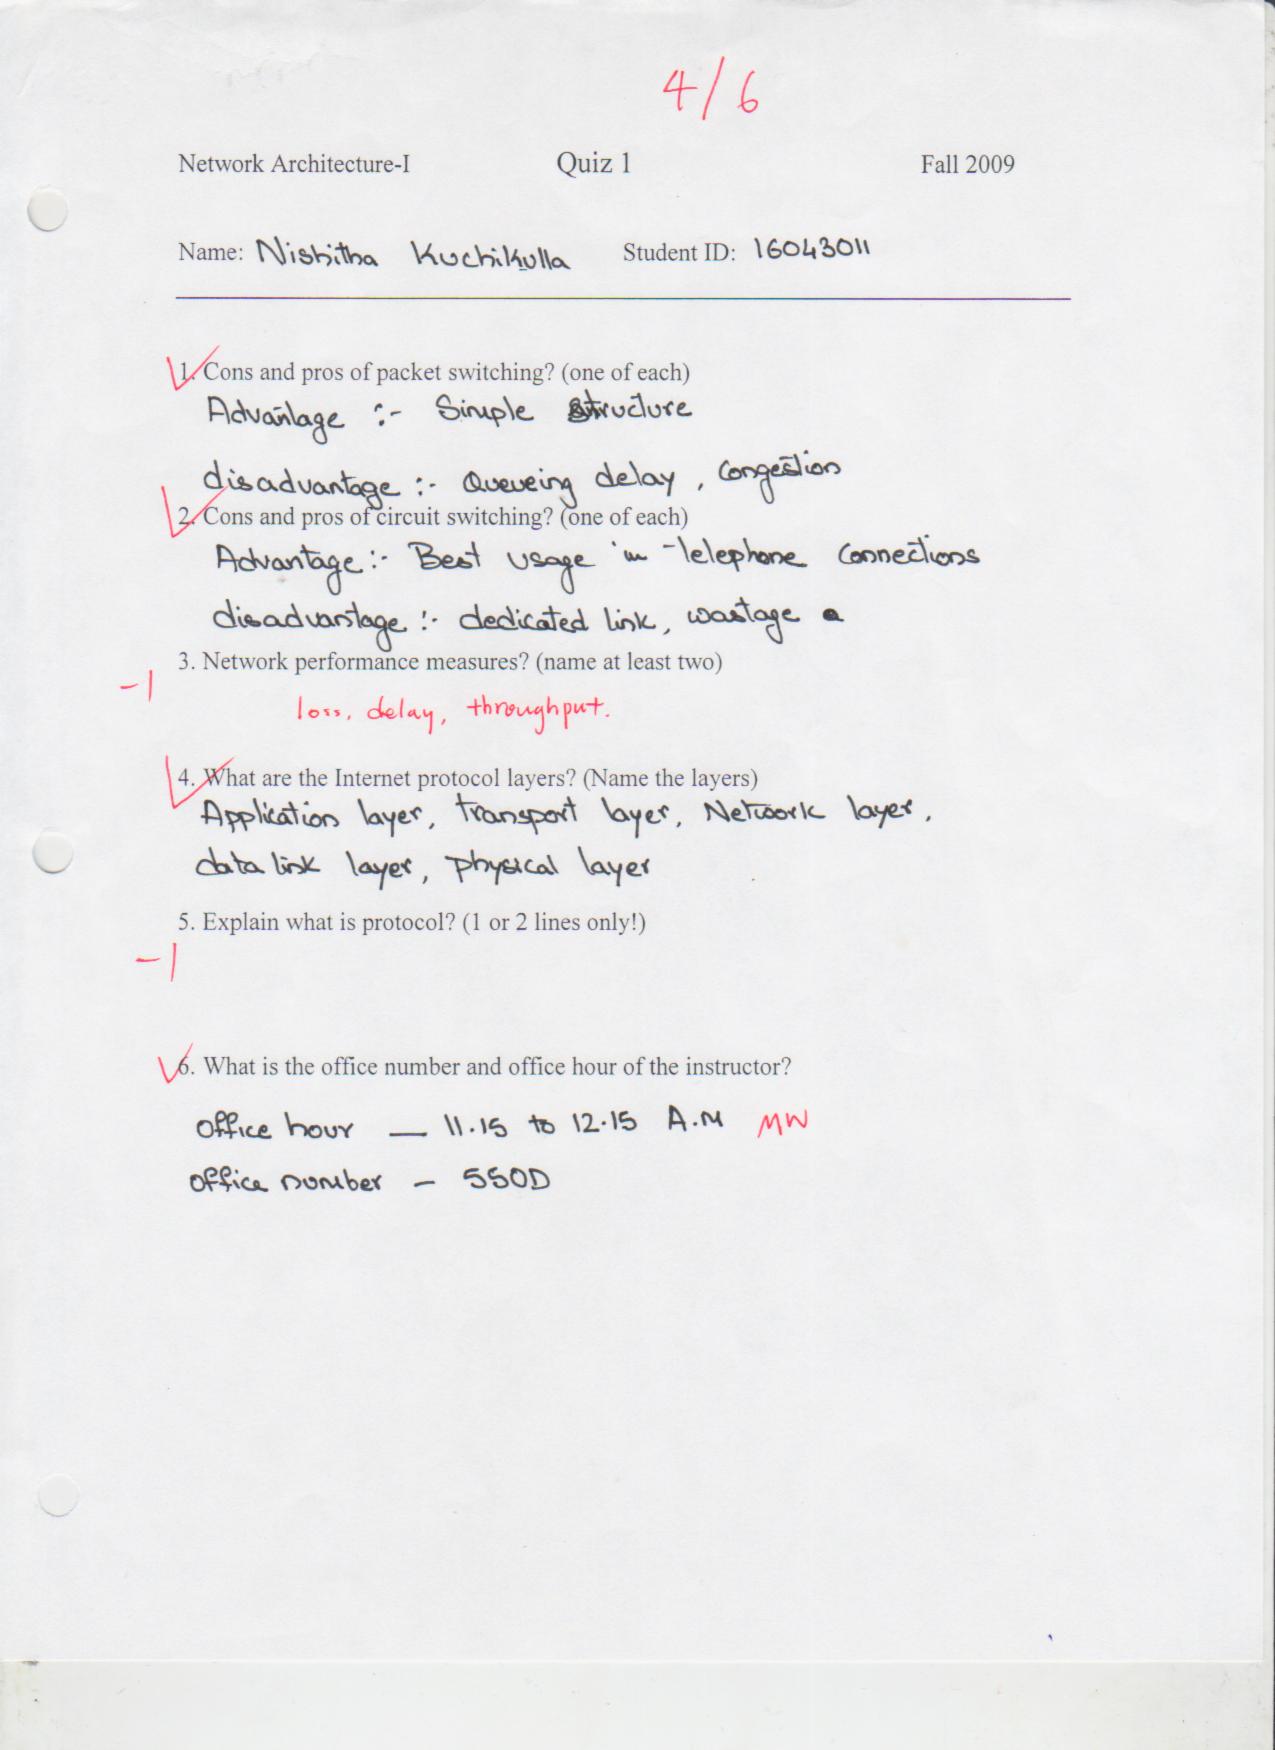 4/6
Network Architecture-I Quiz 1 Fall 2009
Name: Nishitha Kuchikulla Student ID: 16043011
1. Cons and pros of packet switching? (one of each)
Advantage :- Simple structure
disadvantage :- Queueing delay, Congestion
2. Cons and pros of circuit switching? (one of each)
Advantage :- Best usage in telephone connections
disadvantage :- dedicated link, wastage
3. Network performance measures? (name at least two)
-1
loss, delay, throughput.
4. What are the Internet protocol layers? (Name the layers)
Application layer, transport layer, Network layer,
data link layer, physical layer
5. Explain what is protocol? (1 or 2 lines only!)
-1
6. What is the office number and office hour of the instructor?
office hour — 11.15 to 12.15 A.M MW
office number - 550D